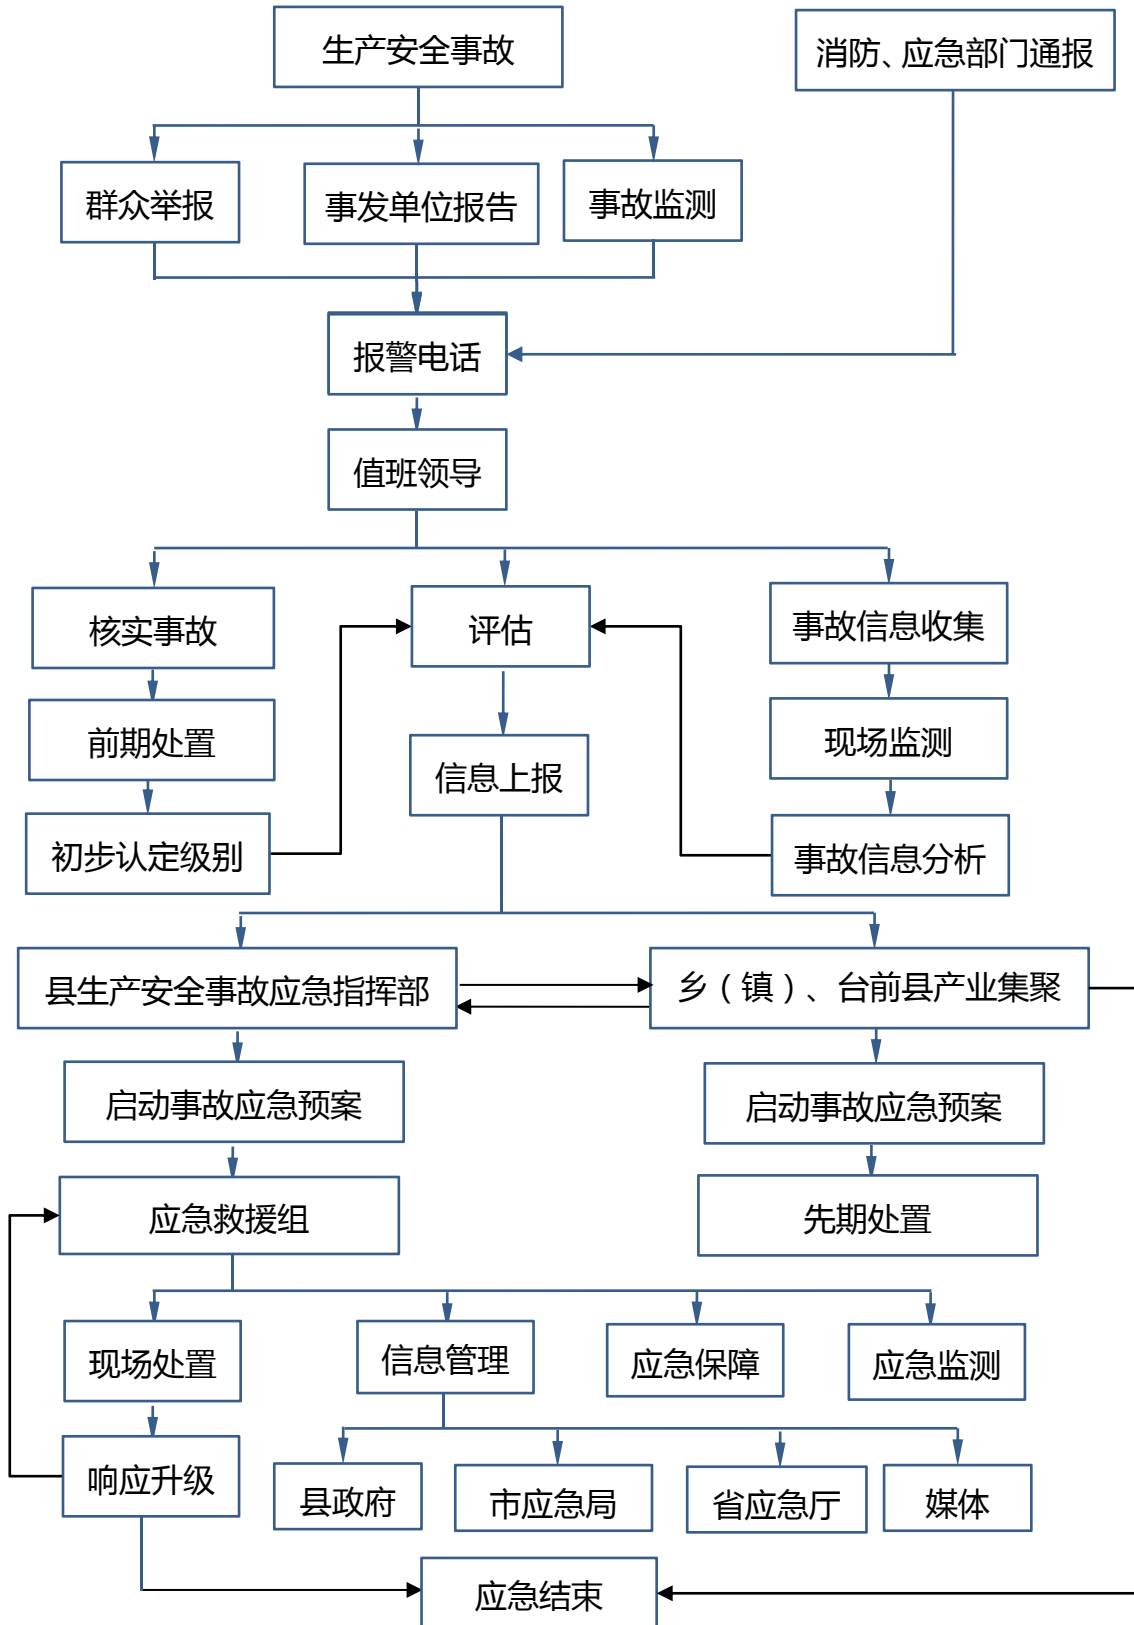 生产安全事故
消防、应急部门通报
群众举报
事发单位报告
事故监测
报警电话
值班领导
核实事故
评估
事故信息收集
前期处置
信息上报
现场监测
初步认定级别
事故信息分析
县生产安全事故应急指挥部
乡（镇）、台前县产业集聚
启动事故应急预案
启动事故应急预案
应急救援组
先期处置
现场处置
信息管理
应急保障
应急监测
响应升级
县政府
市应急局
省应急厅
媒体
应急结束